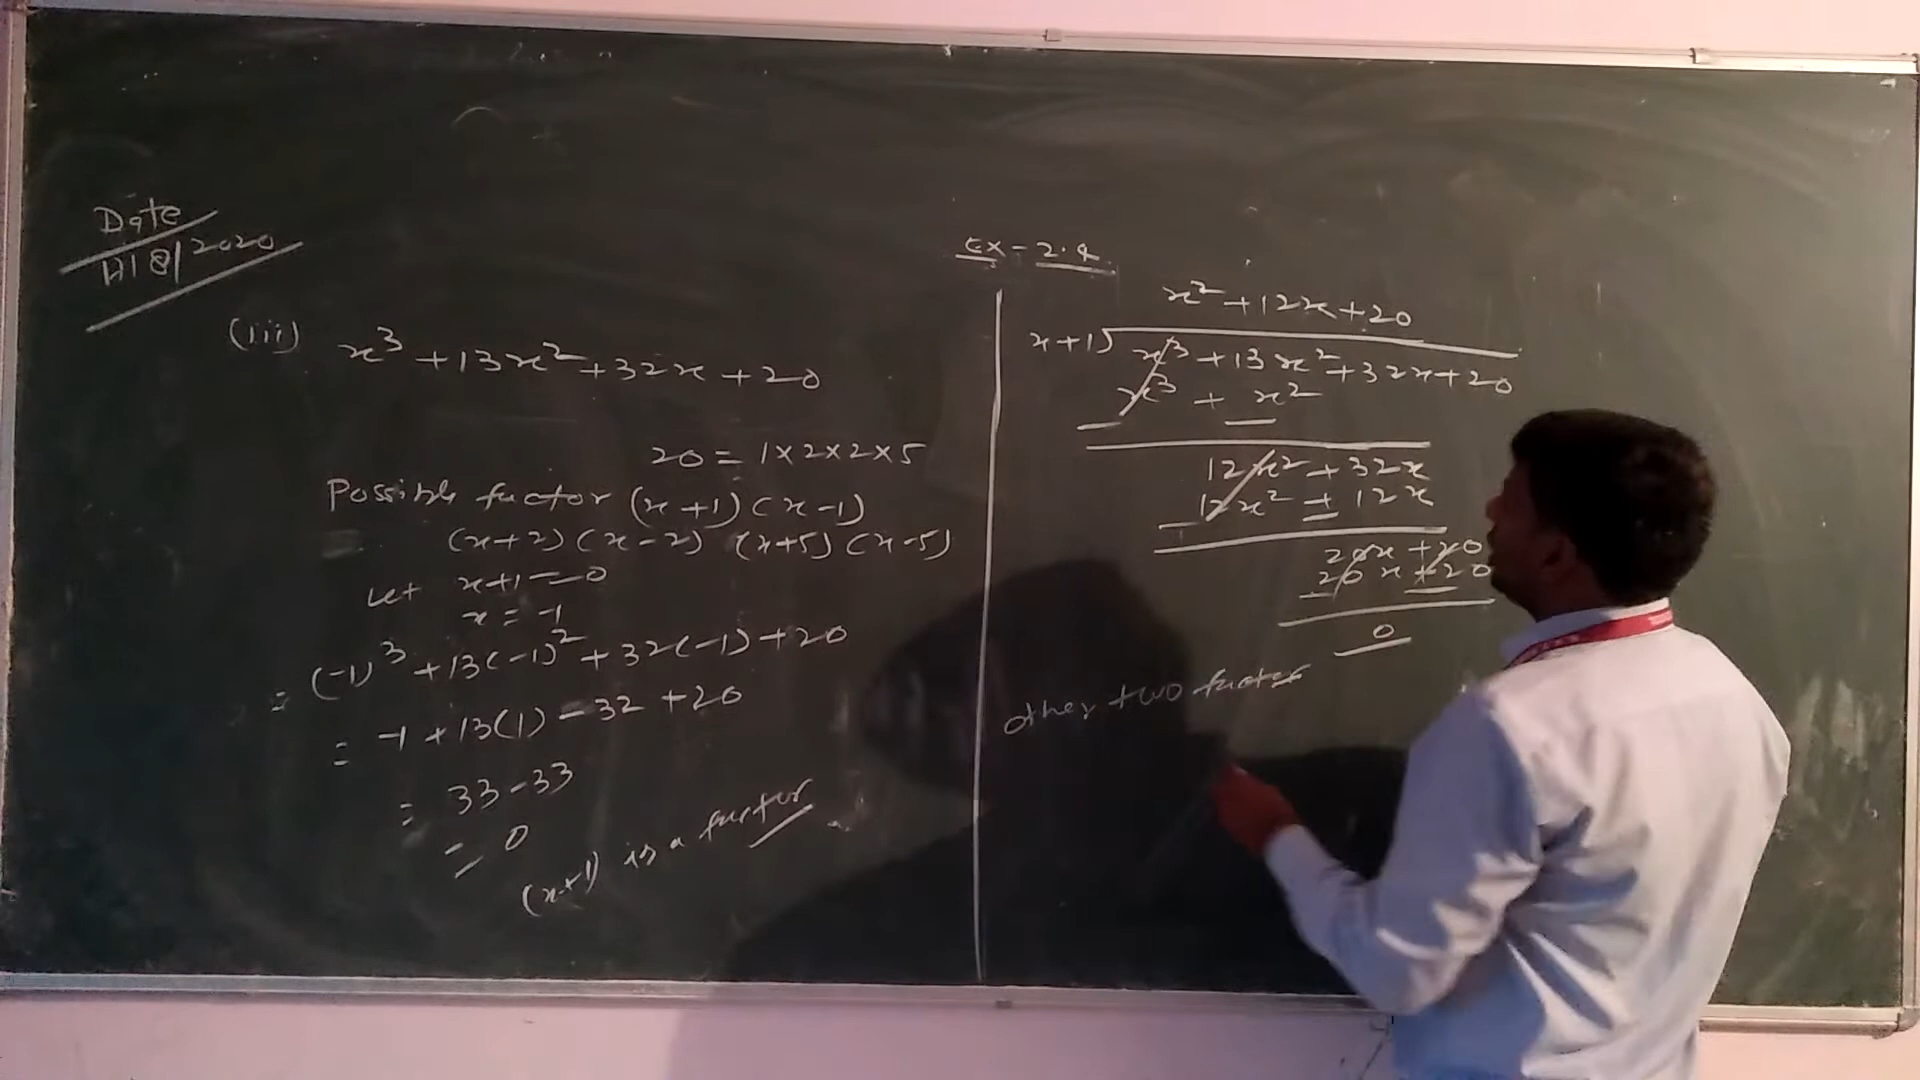 Date
11/8/2020
Ex - 2.4
(iii) x³ + 13x² + 32x + 20
20 = 1×2×2×5
Possible factor (x+1) (x-1)
(x+2) (x-2) (x+5) (x-5)
Let x+1 = 0
x = -1
= (-1)³ + 13(-1)² + 32(-1) + 20
= -1 + 13(1) - 32 + 20
= 33 - 33
= 0
(x+1) is a factor
x² + 12x + 20
x+1) x³ + 13x² + 32x + 20
x³ + x²
12x² + 32x
12x² + 12x
20x + 20
20x + 20
0
other two factor